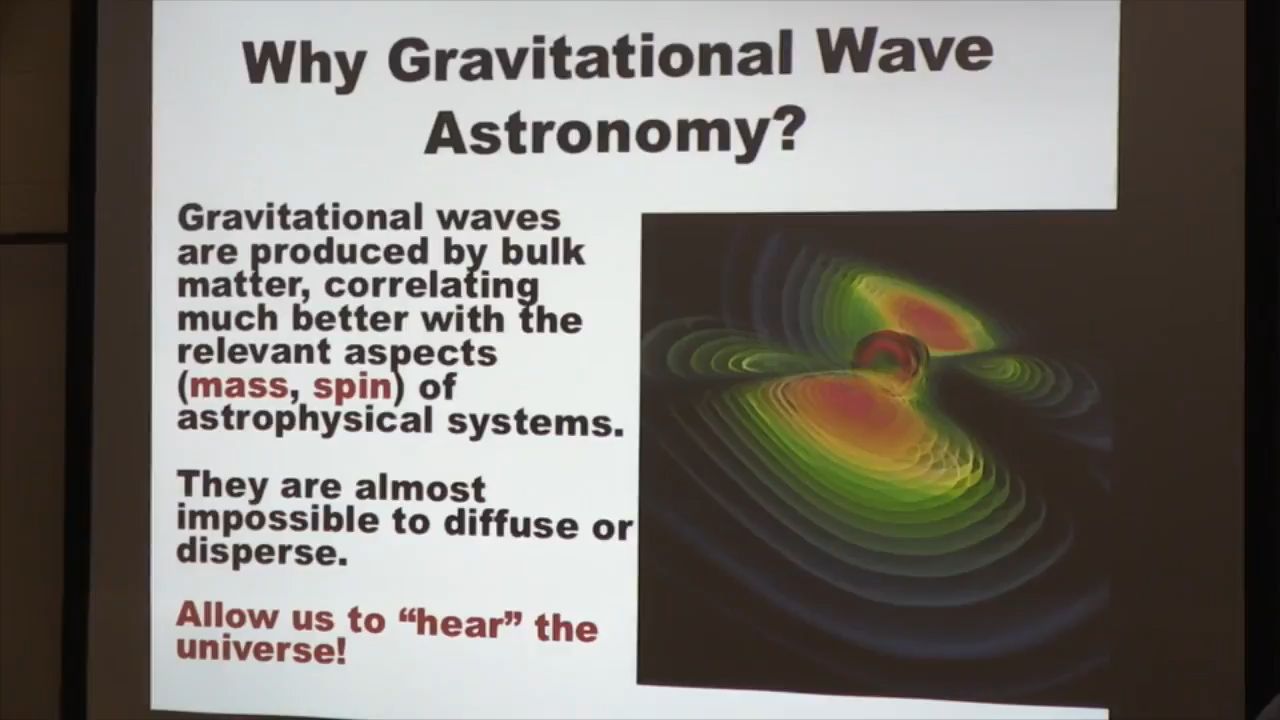 Why Gravitational Wave
Astronomy?
Gravitational waves
are produced by bulk
matter, correlating
much better with the
relevant aspects
(mass, spin) of
astrophysical systems.
They are almost
impossible to diffuse or
disperse.
Allow us to “hear” the
universe!